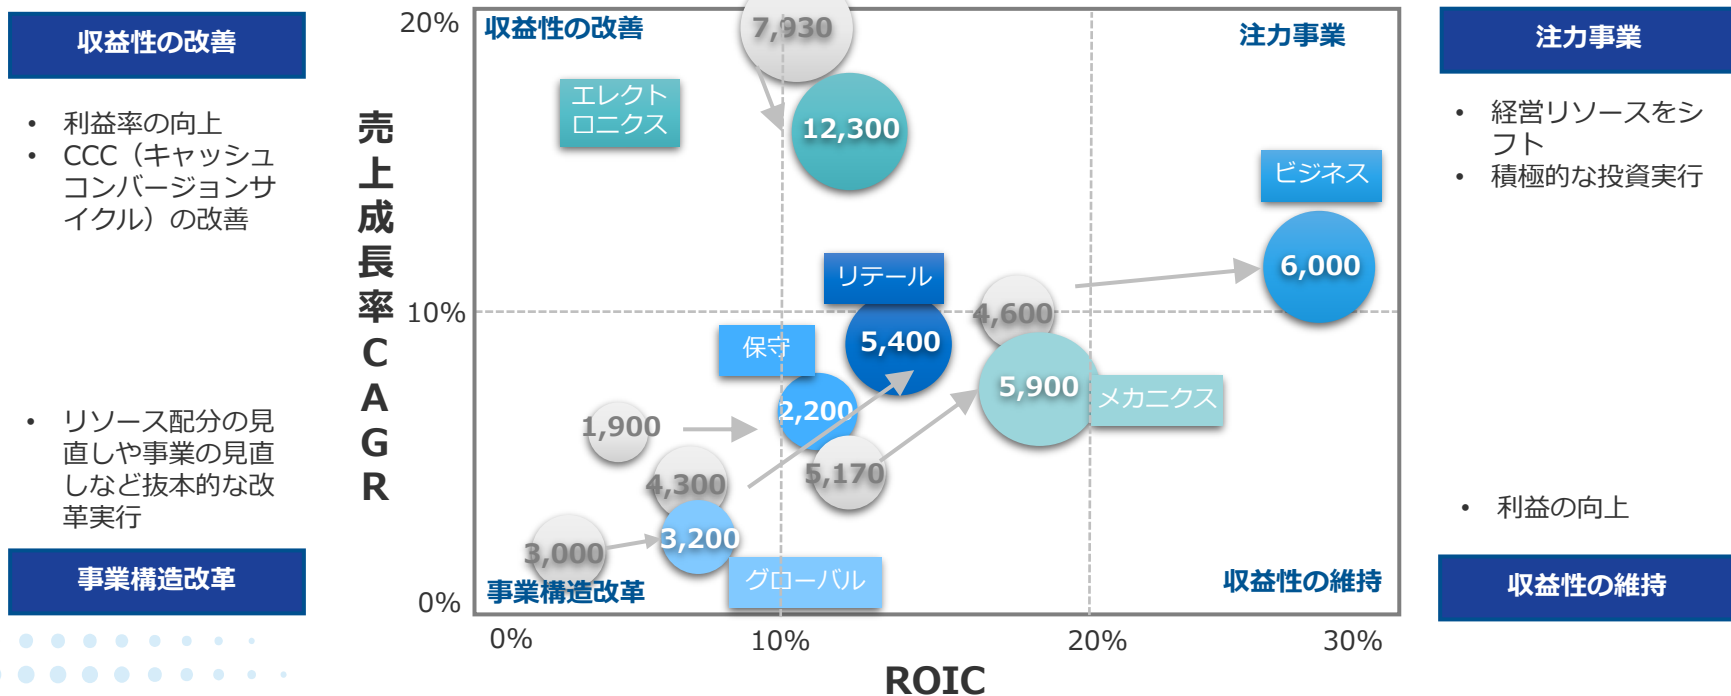 収益性の改善
• 利益率の向上
• CCC（キャッシュ
コンバージョンサ
イクル）の改善
• リソース配分の見
直しや事業の見直
しなど抜本的な改
革実行
事業構造改革
売上成長率CAGR
20%
10%
0%
収益性の改善
注力事業
7,930
エレクト
ロニクス
12,300
ビジネス
6,000
リテール
5,400
4,600
保守
2,200
5,900
メカニクス
1,900
4,300
5,170
3,000
3,200
グローバル
事業構造改革
収益性の維持
0%
10%
20%
30%
ROIC
注力事業
• 経営リソースをシ
フト
• 積極的な投資実行
• 利益の向上
収益性の維持